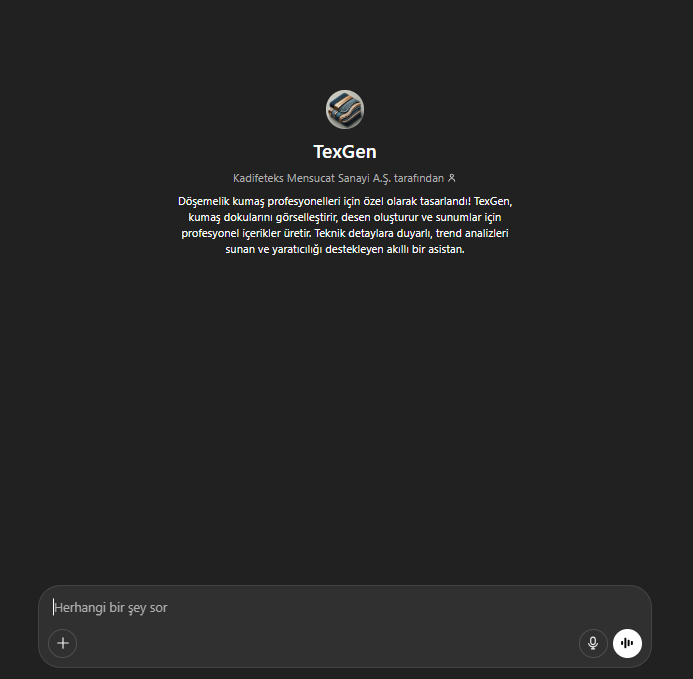 TexGen
Kadifeteks Mensucat Sanayi A.Ş. tarafından
Döşemelik kumaş profesyonelleri için özel olarak tasarlandı! TexGen,
kumaş dokularını görselleştirir, desen oluşturur ve sunumlar için
profesyonel içerikler üretir. Teknik detaylara duyarlı, trend analizleri
sunan ve yaratıcılığı destekleyen akıllı bir asistan.
Herhangi bir şey sor